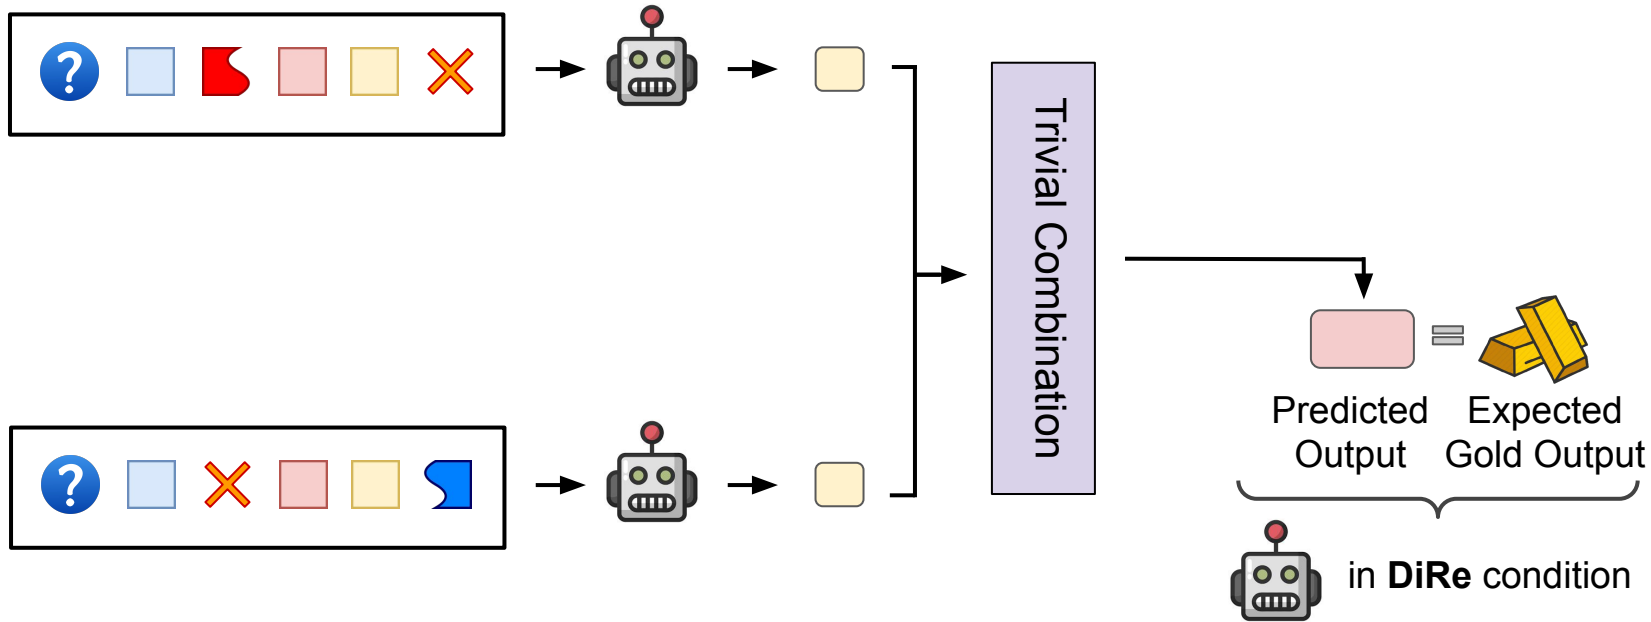 ?
Trivial Combination
Predicted
Output
Expected
Gold Output
?
in DiRe condition